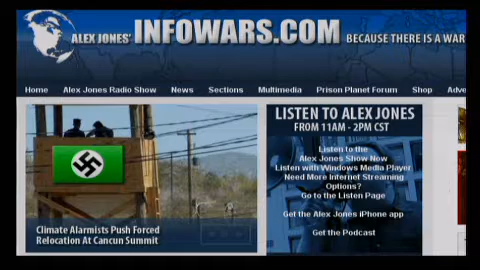 ALEX JONES' INFOWARS.COM BECAUSE THERE IS A WAR
Home Alex Jones Radio Show News Sections Multimedia Prison Planet Forum Shop Adve
LISTEN TO ALEX JONES
FROM 11AM - 2PM CST
Listen to the
Alex Jones Show Now
Listen with Windows Media Player
Need More Internet Streaming
Options?
Go to the Listen Page
Get the Alex Jones iPhone app
Get the Podcast
Climate Alarmists Push Forced
Relocation At Cancun Summit